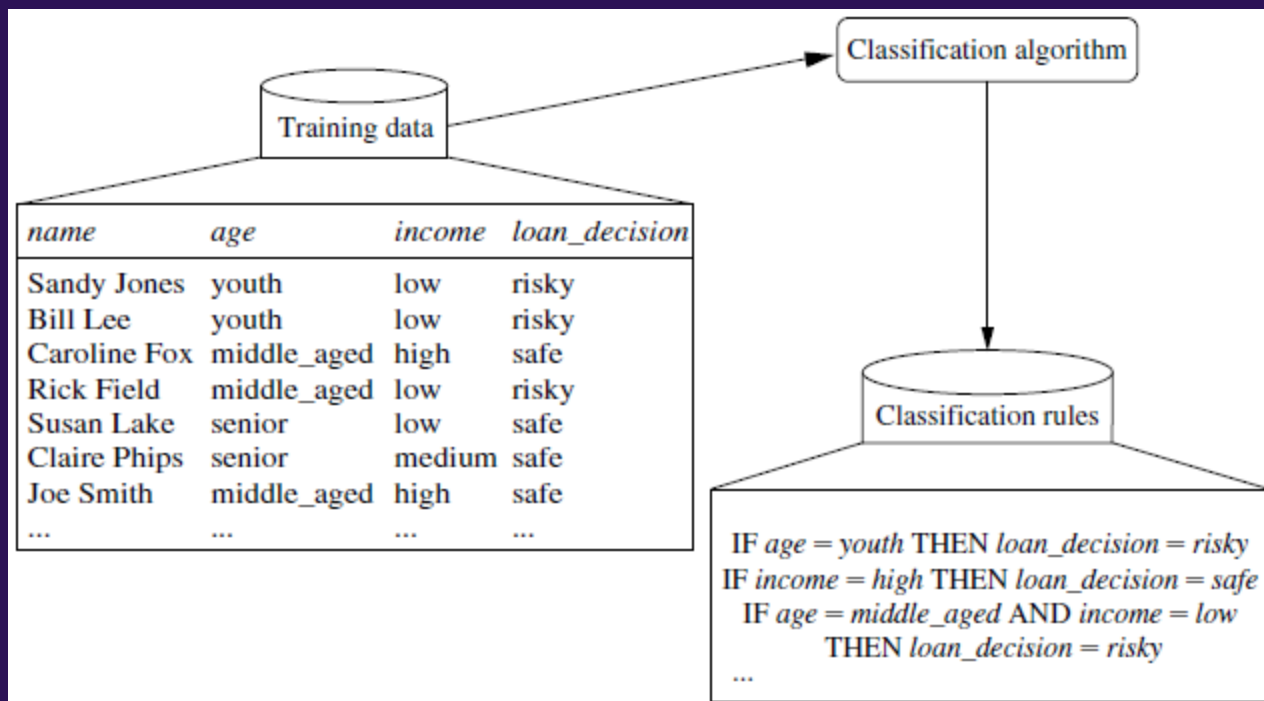 Classification algorithm
Training data
name age income loan_decision
Sandy Jones youth low risky
Bill Lee youth low risky
Caroline Fox middle_aged high safe
Rick Field middle_aged low risky
Susan Lake senior low safe
Claire Phips senior medium safe
Joe Smith middle_aged high safe
... ... ... ...
Classification rules
IF age = youth THEN loan_decision = risky
IF income = high THEN loan_decision = safe
IF age = middle_aged AND income = low
THEN loan_decision = risky
...